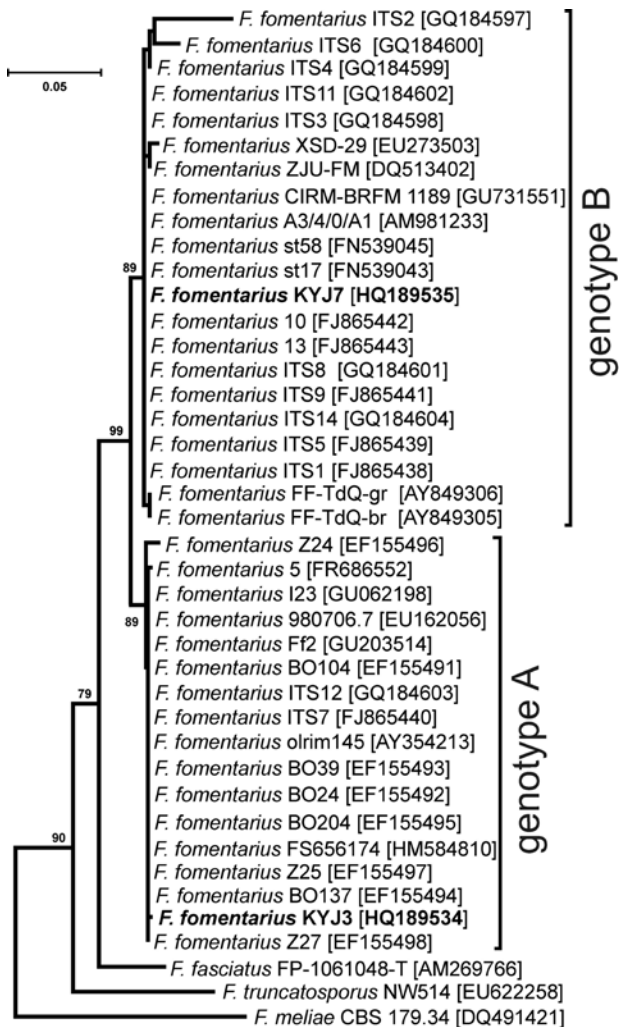 F. fomentarius ITS2 [GQ184597]
F. fomentarius ITS6 [GQ184600]
F. fomentarius ITS4 [GQ184599]
0.05
F. fomentarius ITS11 [GQ184602]
F. fomentarius ITS3 [GQ184598]
F. fomentarius XSD-29 [EU273503]
F. fomentarius ZJU-FM [DQ513402]
F. fomentarius CIRM-BRFM 1189 [GU731551]
F. fomentarius A3/4/0/A1 [AM981233]
F. fomentarius st58 [FN539045]
89
F. fomentarius st17 [FN539043]
F. fomentarius KYJ7 [HQ189535]
F. fomentarius 10 [FJ865442]
F. fomentarius 13 [FJ865443]
F. fomentarius ITS8 [GQ184601]
F. fomentarius ITS9 [FJ865441]
F. fomentarius ITS14 [GQ184604]
99
F. fomentarius ITS5 [FJ865439]
F. fomentarius ITS1 [FJ865438]
F. fomentarius FF-TdQ-gr [AY849306]
F. fomentarius FF-TdQ-br [AY849305]
genotype B
F. fomentarius Z24 [EF155496]
F. fomentarius 5 [FR686552]
F. fomentarius I23 [GU062198]
89
F. fomentarius 980706.7 [EU162056]
F. fomentarius Ff2 [GU203514]
F. fomentarius BO104 [EF155491]
79
F. fomentarius ITS12 [GQ184603]
F. fomentarius ITS7 [FJ865440]
F. fomentarius olrim145 [AY354213]
F. fomentarius BO39 [EF155493]
F. fomentarius BO24 [EF155492]
F. fomentarius BO204 [EF155495]
90
F. fomentarius FS656174 [HM584810]
F. fomentarius Z25 [EF155497]
F. fomentarius BO137 [EF155494]
F. fomentarius KYJ3 [HQ189534]
F. fomentarius Z27 [EF155498]
genotype A
F. fasciatus FP-1061048-T [AM269766]
F. truncatosporus NW514 [EU622258]
F. meliae CBS 179.34 [DQ491421]